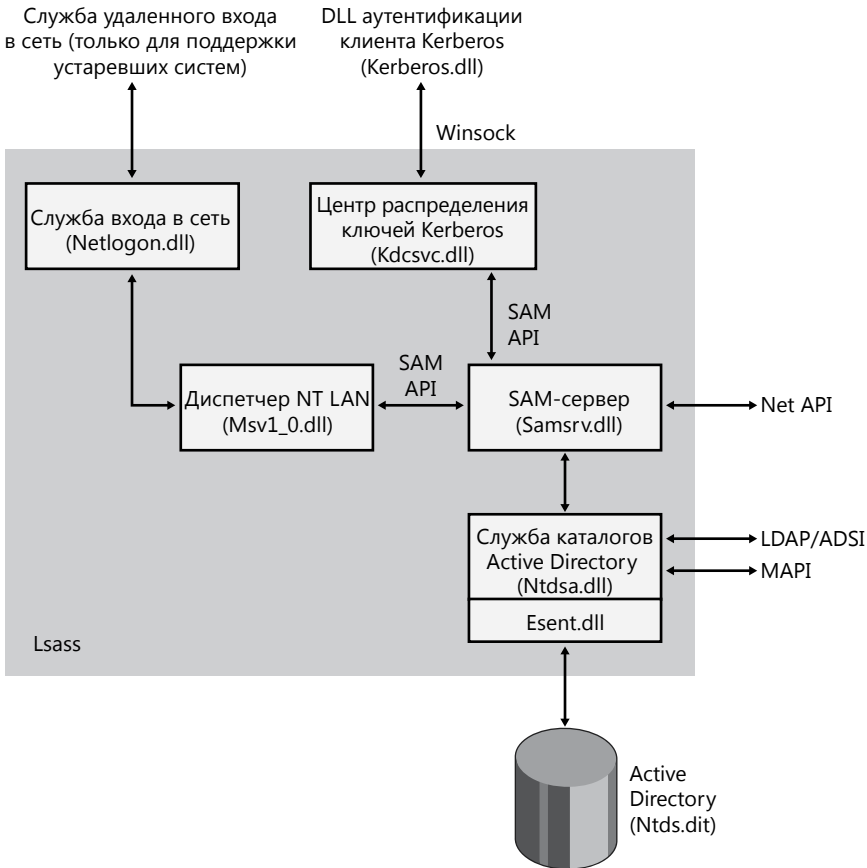 Служба удаленного входа
в сеть (только для поддержки
устаревших систем)
DLL аутентификации
клиента Kerberos
(Kerberos.dll)
Winsock
Служба входа в сеть
(Netlogon.dll)
Центр распределения
ключей Kerberos
(Kdcsvc.dll)
SAM
API
SAM
API
Диспетчер NT LAN
(Msv1_0.dll)
SAM-сервер
(Samsrv.dll)
Net API
Служба каталогов
Active Directory
(Ntdsa.dll)
LDAP/ADSI
MAPI
Esent.dll
Lsass
Active
Directory
(Ntds.dit)